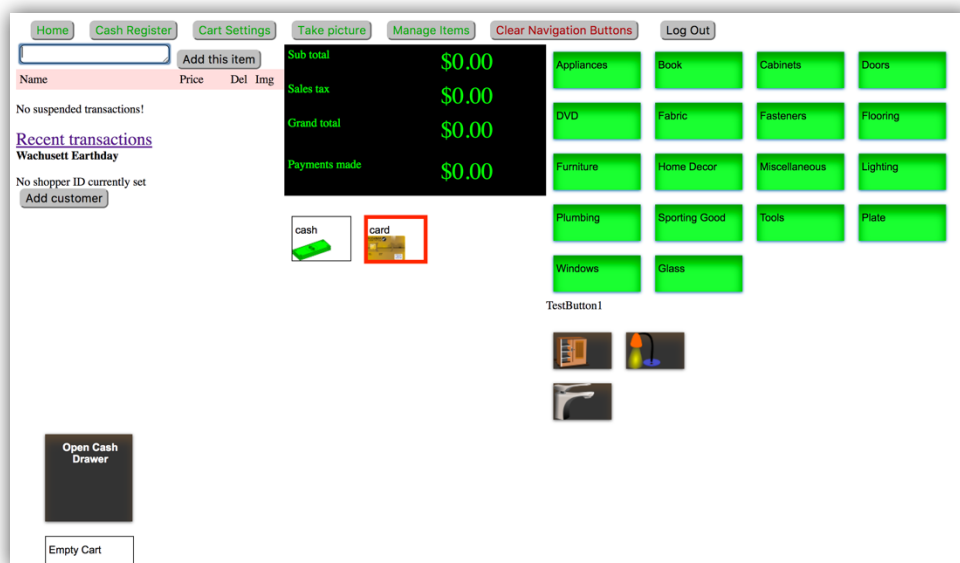 Home Cash Register Cart Settings Take picture Manage Items Clear Navigation Buttons Log Out
Add this item
Name Price Del Img
No suspended transactions!
Recent transactions
Wachusett Earthday
No shopper ID currently set
Add customer
Sub total $0.00
Sales tax $0.00
Grand total $0.00
Payments made $0.00
cash card
Appliances Book Cabinets Doors
DVD Fabric Fasteners Flooring
Furniture Home Decor Miscellaneous Lighting
Plumbing Sporting Good Tools Plate
Windows Glass
TestButton1
Open Cash
Drawer
Empty Cart